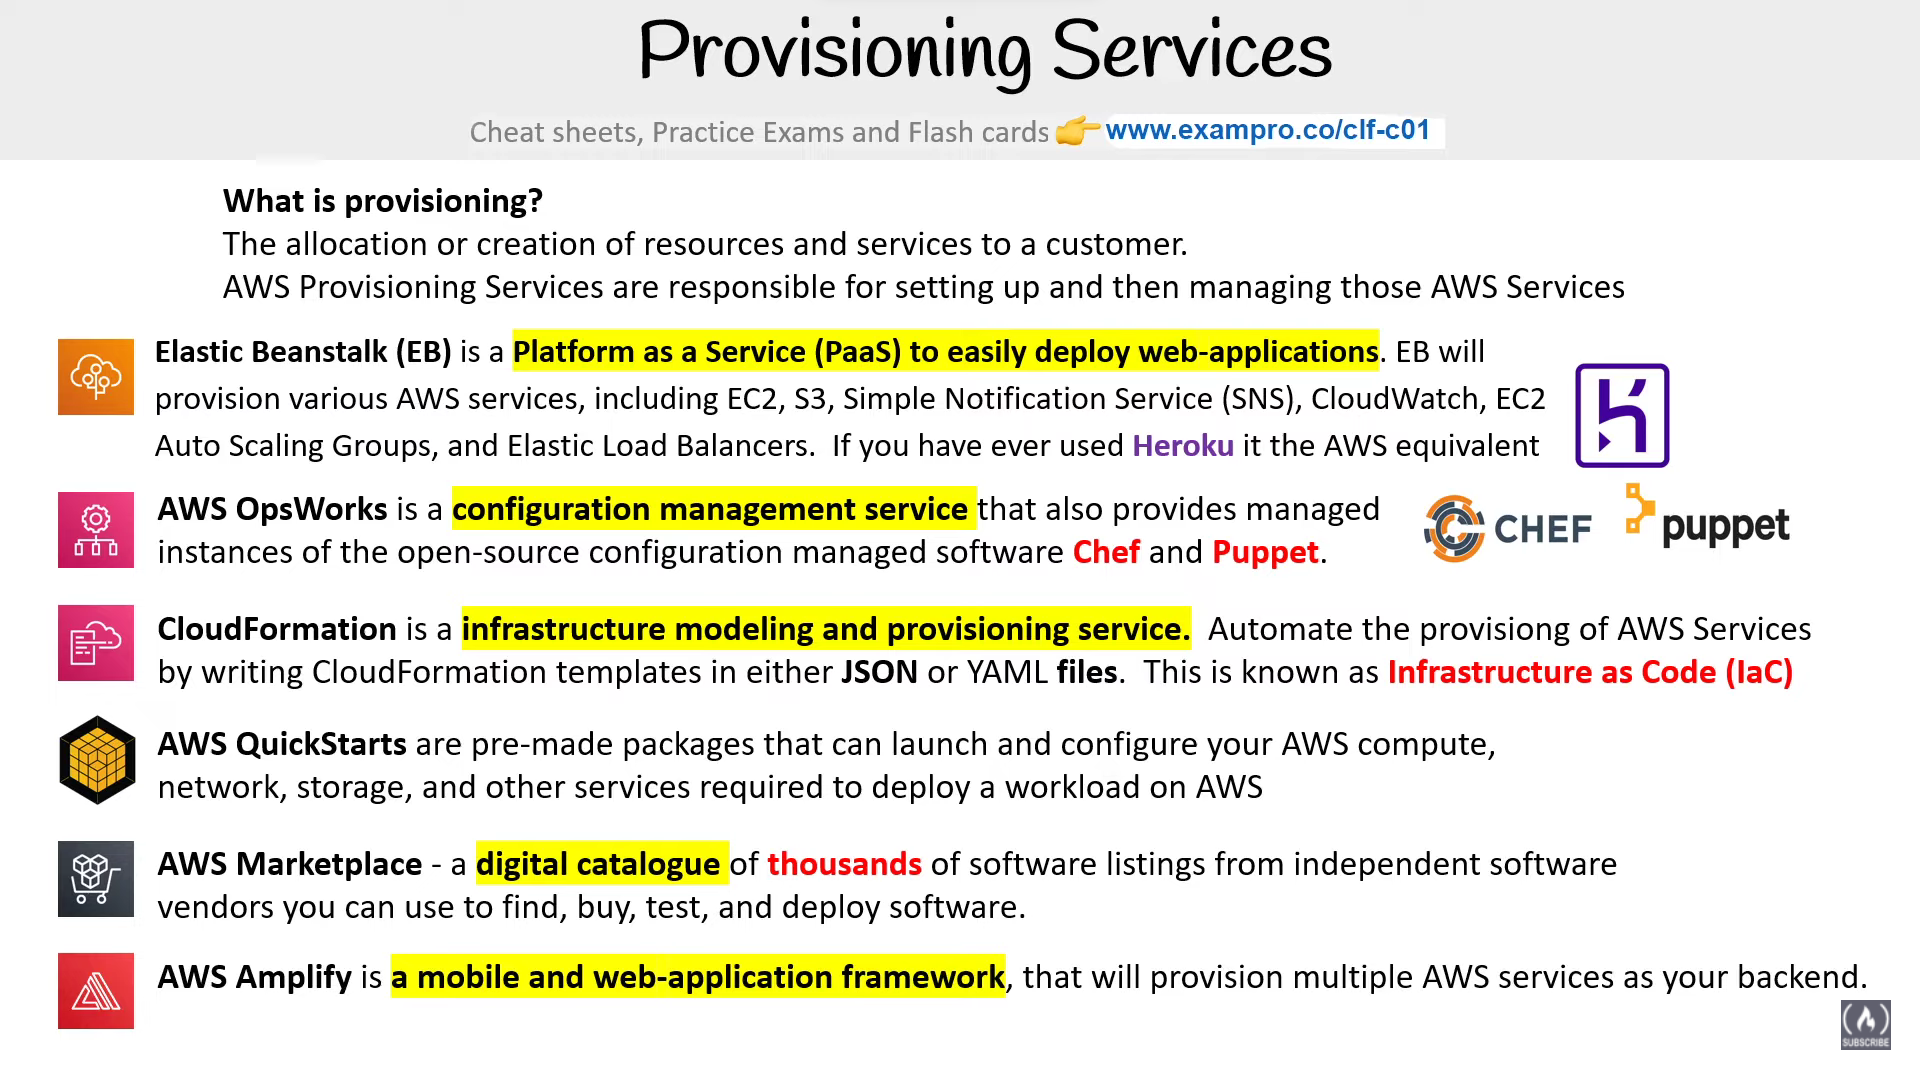 Provisioning Services
Cheat sheets, Practice Exams and Flash cards 👉 www.exampro.co/clf-c01
What is provisioning?
The allocation or creation of resources and services to a customer.
AWS Provisioning Services are responsible for setting up and then managing those AWS Services
Elastic Beanstalk (EB) is a Platform as a Service (PaaS) to easily deploy web-applications. EB will
provision various AWS services, including EC2, S3, Simple Notification Service (SNS), CloudWatch, EC2
Auto Scaling Groups, and Elastic Load Balancers. If you have ever used Heroku it the AWS equivalent
AWS OpsWorks is a configuration management service that also provides managed
instances of the open-source configuration managed software Chef and Puppet.
CHEF
puppet
CloudFormation is a infrastructure modeling and provisioning service. Automate the provisiong of AWS Services
by writing CloudFormation templates in either JSON or YAML files. This is known as Infrastructure as Code (IaC)
AWS QuickStarts are pre-made packages that can launch and configure your AWS compute,
network, storage, and other services required to deploy a workload on AWS
AWS Marketplace - a digital catalogue of thousands of software listings from independent software
vendors you can use to find, buy, test, and deploy software.
AWS Amplify is a mobile and web-application framework, that will provision multiple AWS services as your backend.
SUBSCRIBE